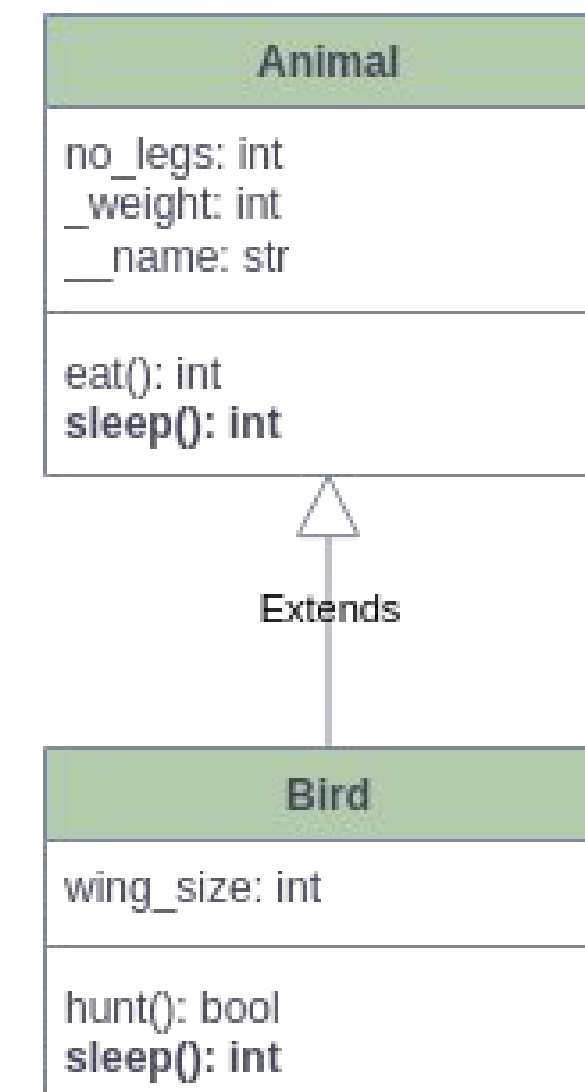 Animal
no_legs: int
_weight: int
__name: str
eat(): int
sleep(): int
Extends
Bird
wing_size: int
hunt(): bool
sleep(): int